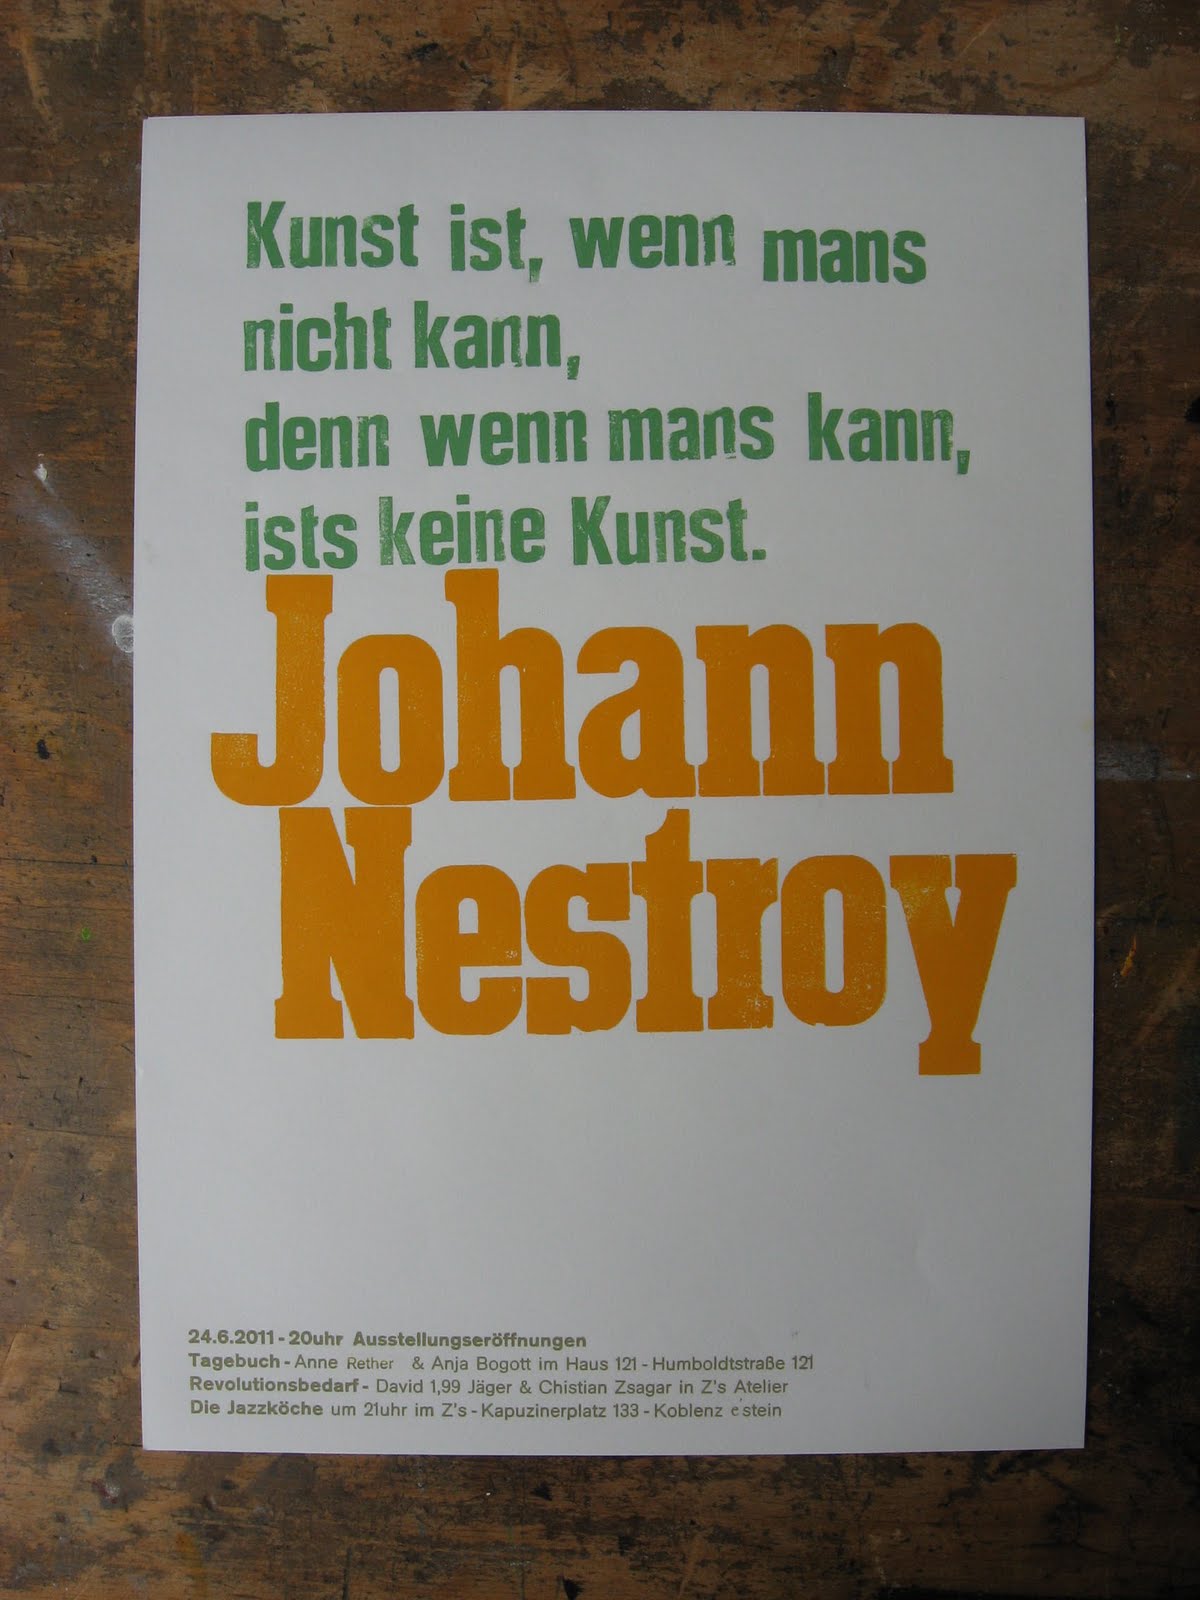 Kunst ist, wenn mans
nicht kann,
denn wenn mans kann,
ists keine Kunst.
Johann
Nestroy
24.6.2011 - 20uhr Ausstellungseröffnungen
Tagebuch - Anne Rether & Anja Bogott im Haus 121 - Humboldtstraße 121
Revolutionsbedarf - David 1,99 Jäger & Chistian Zsagar in Z's Atelier
Die Jazzköche um 21uhr im Z's - Kapuzinerplatz 133 - Koblenz e'stein